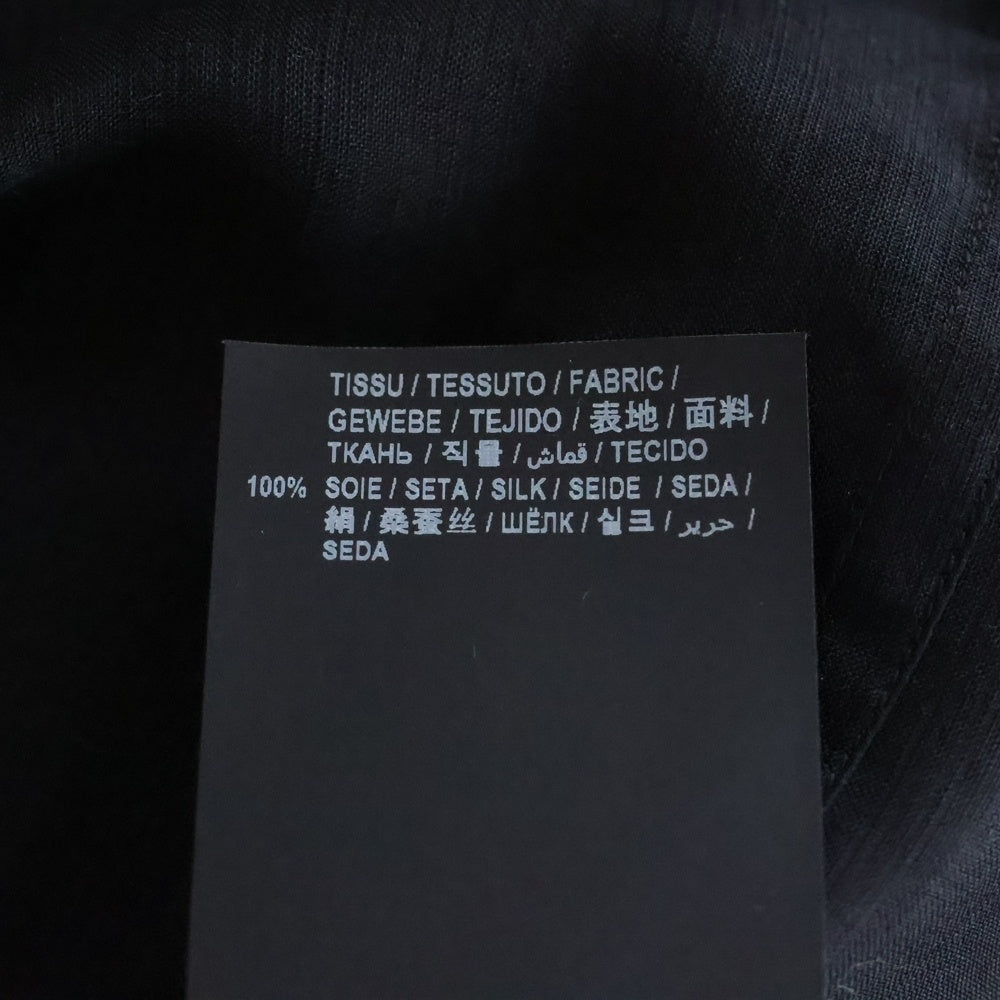 TISSU / TESSUTO / FABRIC /
GEWEBE / TEJIDO / 表地 / 面料 /
ТКАНЬ / 직물 / قماش / TECIDO
100% SOIE / SETA / SILK / SEIDE / SEDA /
絹 / 桑蚕丝 / ШЁЛК / 실크 / حرير /
SEDA